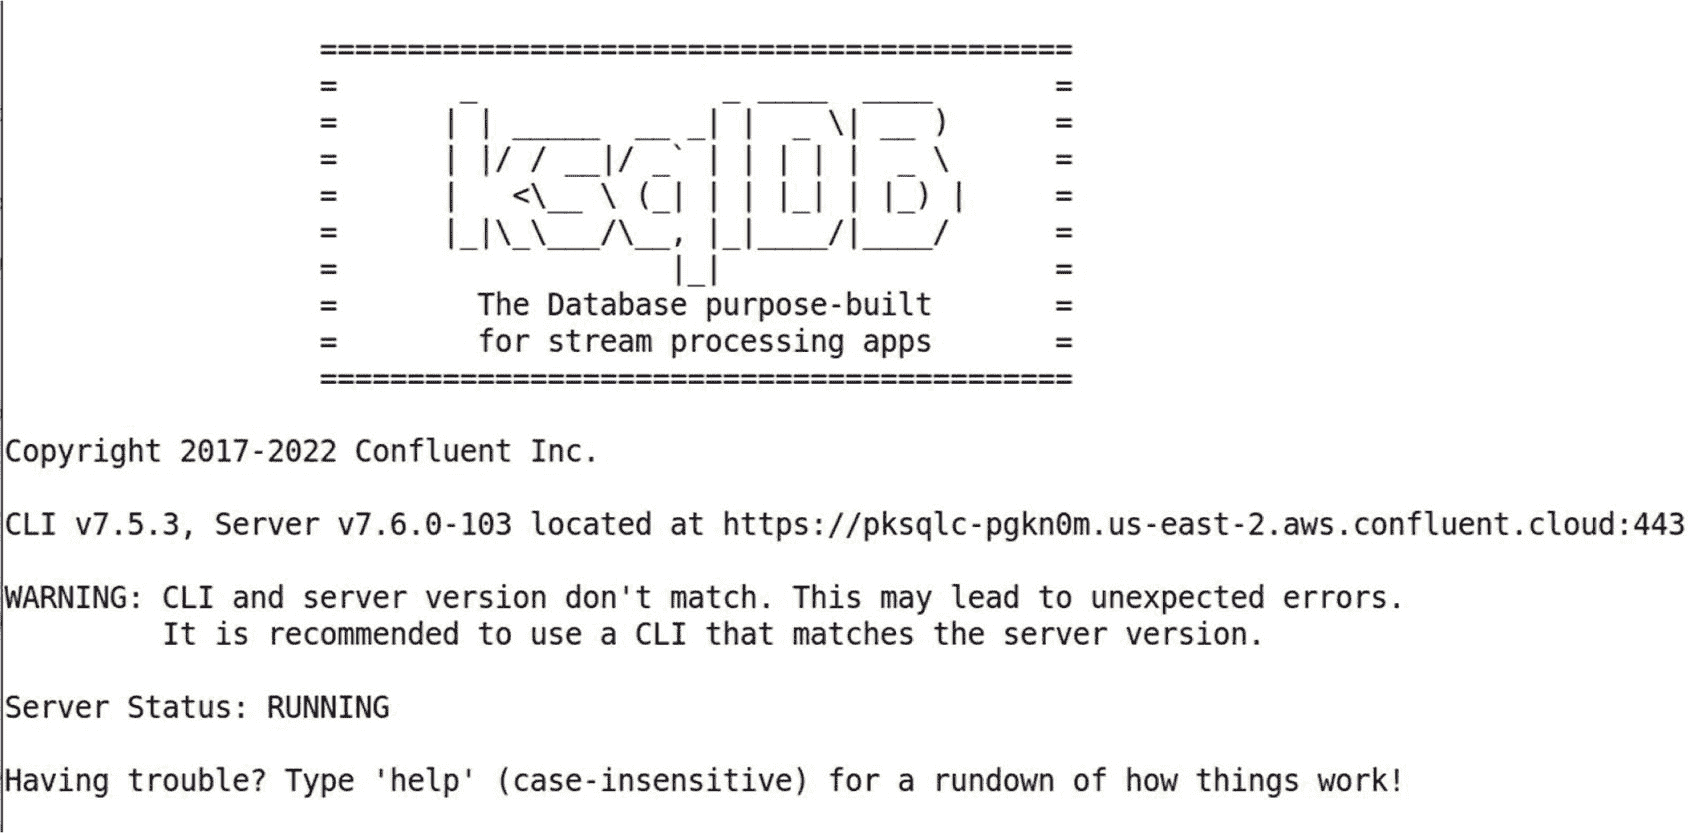 ===========================================
=                                         =
=       _              _ ____  ____       =
=      | | _____  __ _| |  _ \| __ )      =
=      | |/ / __|/ _` | | | | |  _ \      =
=      |   <\__ \ (_| | | |_| | |_) |     =
=      |_|\_\___/\__, |_|____/|____/      =
=                   |_|                   =
=        The Database purpose-built       =
=        for stream processing apps       =
===========================================
Copyright 2017-2022 Confluent Inc.
CLI v7.5.3, Server v7.6.0-103 located at https://pksqlc-pgkn0m.us-east-2.aws.confluent.cloud:443
WARNING: CLI and server version don't match. This may lead to unexpected errors.
It is recommended to use a CLI that matches the server version.
Server Status: RUNNING
Having trouble? Type 'help' (case-insensitive) for a rundown of how things work!